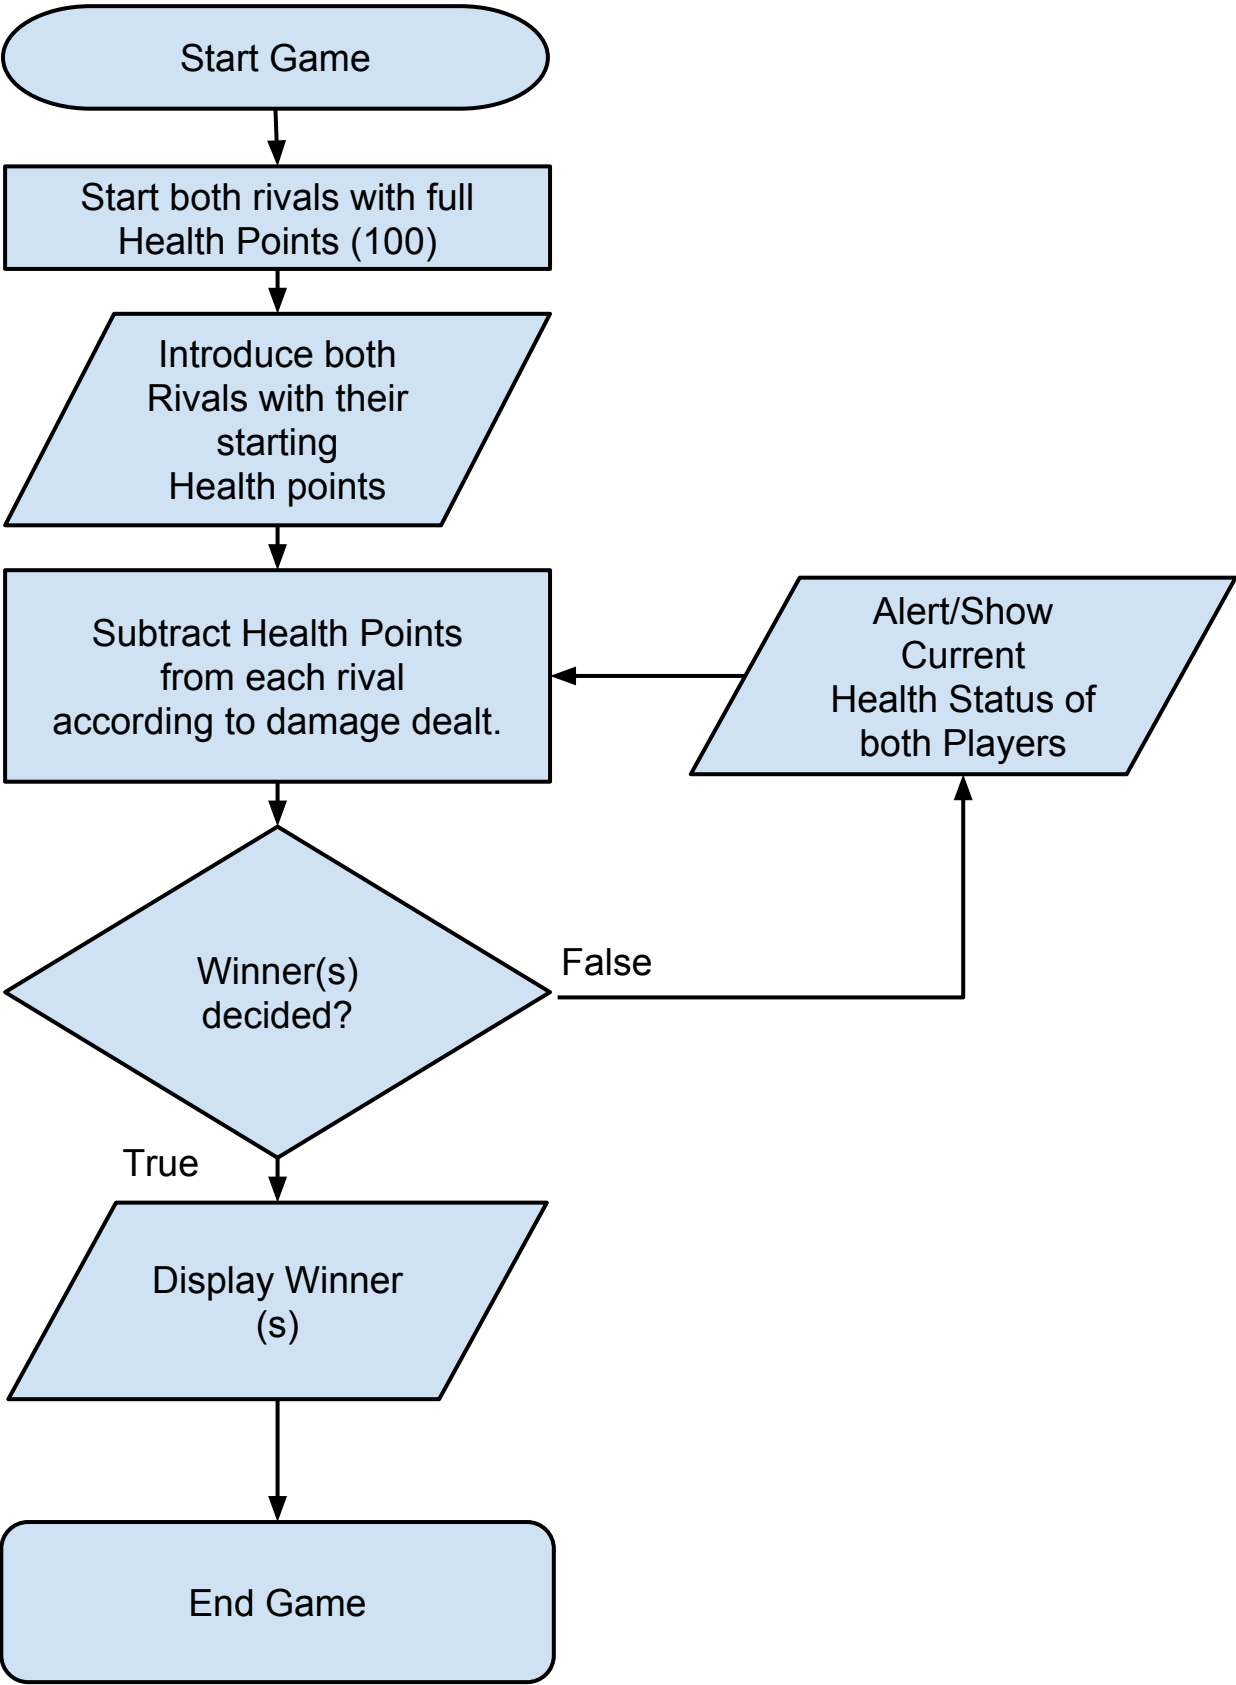 Start Game
Start both rivals with full
Health Points (100)
Introduce both
Rivals with their
starting
Health points
Subtract Health Points
from each rival
according to damage dealt.
Alert/Show
Current
Health Status of
both Players
Winner(s)
decided?
False
True
Display Winner
(s)
End Game